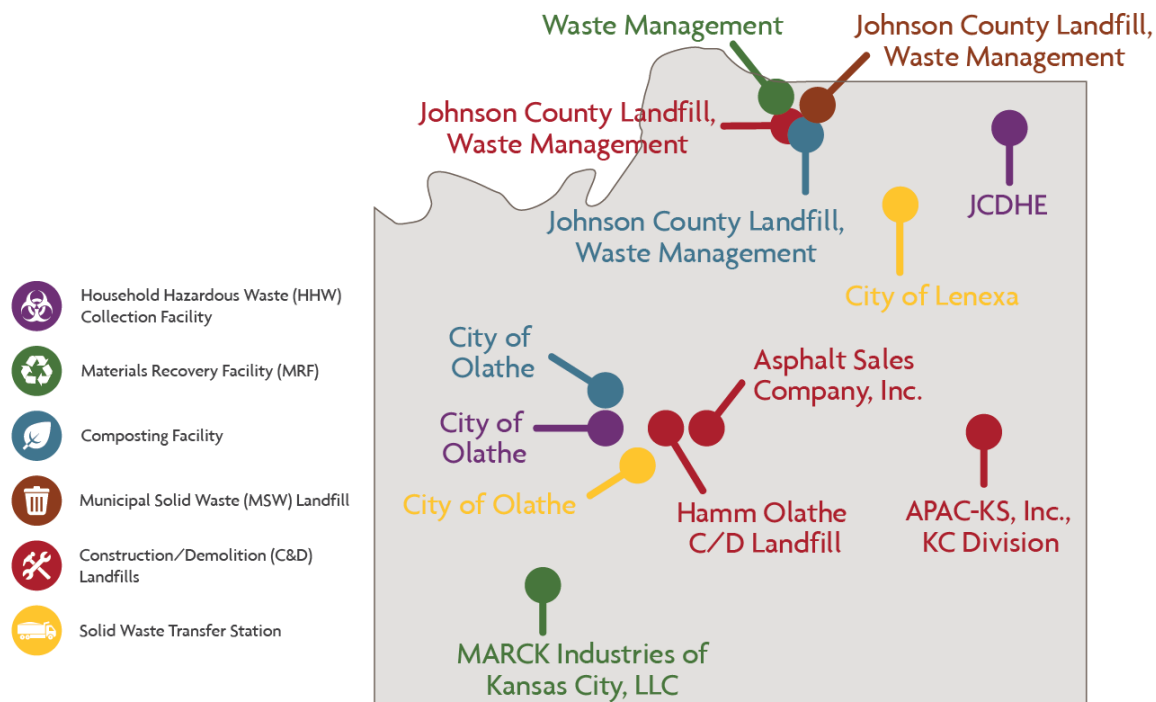 Waste Management
Johnson County Landfill,
Waste Management
Johnson County Landfill,
Waste Management
JCDHE
Johnson County Landfill,
Waste Management
City of Lenexa
Household Hazardous Waste (HHW)
Collection Facility
Materials Recovery Facility (MRF)
Composting Facility
Municipal Solid Waste (MSW) Landfill
Construction/Demolition (C&D)
Landfills
Solid Waste Transfer Station
City of
Olathe
Asphalt Sales
Company, Inc.
City of
Olathe
City of Olathe
Hamm Olathe
C/D Landfill
APAC-KS, Inc.,
KC Division
MARCK Industries of
Kansas City, LLC